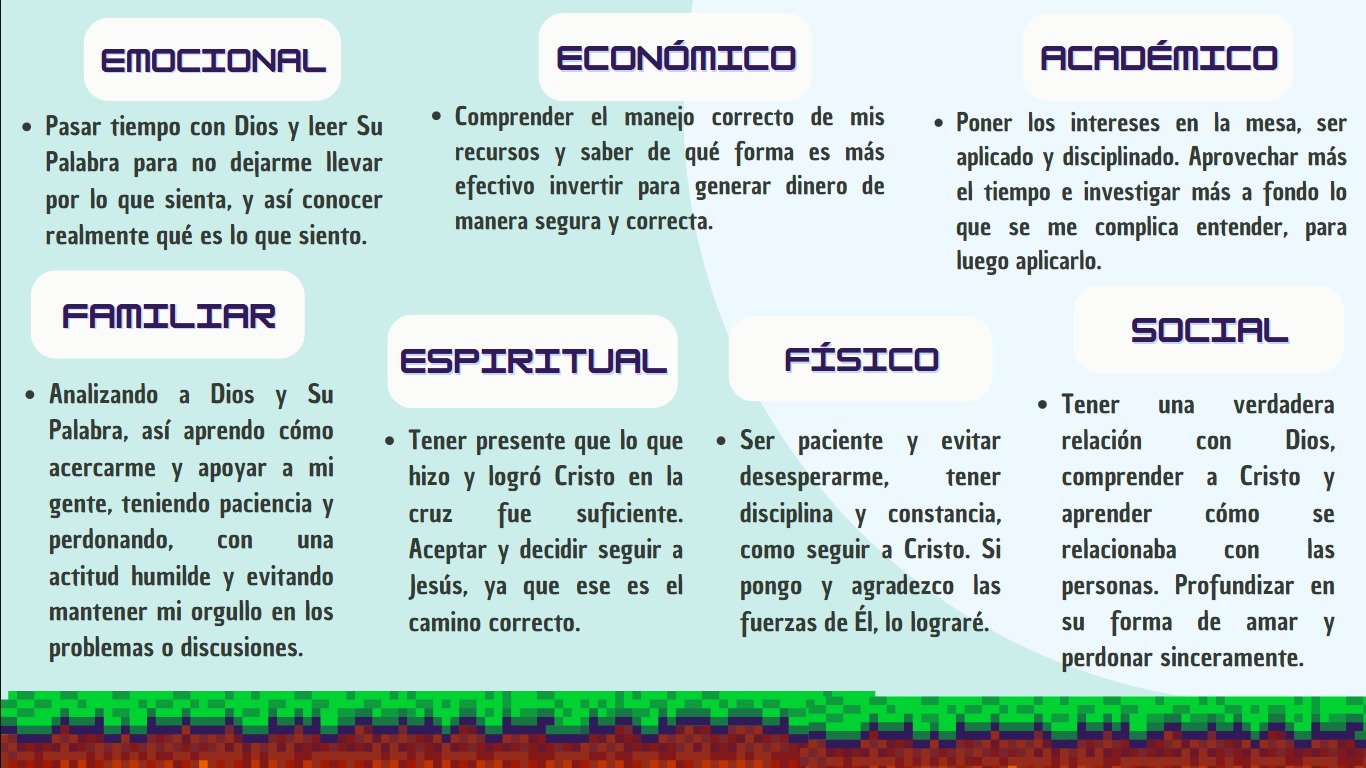 EMOCIONAL
Pasar tiempo con Dios y leer Su
Palabra para no dejarme llevar
por lo que sienta, y así conocer
realmente qué es lo que siento.
ECONÓMICO
Comprender el manejo correcto de mis
recursos y saber de qué forma es más
efectivo invertir para generar dinero de
manera segura y correcta.
ACADÉMICO
Poner los intereses en la mesa, ser
aplicado y disciplinado. Aprovechar más
el tiempo e investigar más a fondo lo
que se me complica entender, para
luego aplicarlo.
FAMILIAR
Analizando a Dios y Su
Palabra, así aprendo cómo
acercarme y apoyar a mi
gente, teniendo paciencia y
perdonando, con una
actitud humilde y evitando
mantener mi orgullo en los
problemas o discusiones.
ESPIRITUAL
Tener presente que lo que
hizo y logró Cristo en la
cruz fue suficiente.
Aceptar y decidir seguir a
Jesús, ya que ese es el
camino correcto.
FÍSICO
Ser paciente y evitar
desesperarme, tener
disciplina y constancia,
como seguir a Cristo. Si
pongo y agradezco las
fuerzas de Él, lo lograré.
SOCIAL
Tener una verdadera
relación con Dios,
comprender a Cristo y
aprender cómo se
relacionaba con las
personas. Profundizar en
su forma de amar y
perdonar sinceramente.